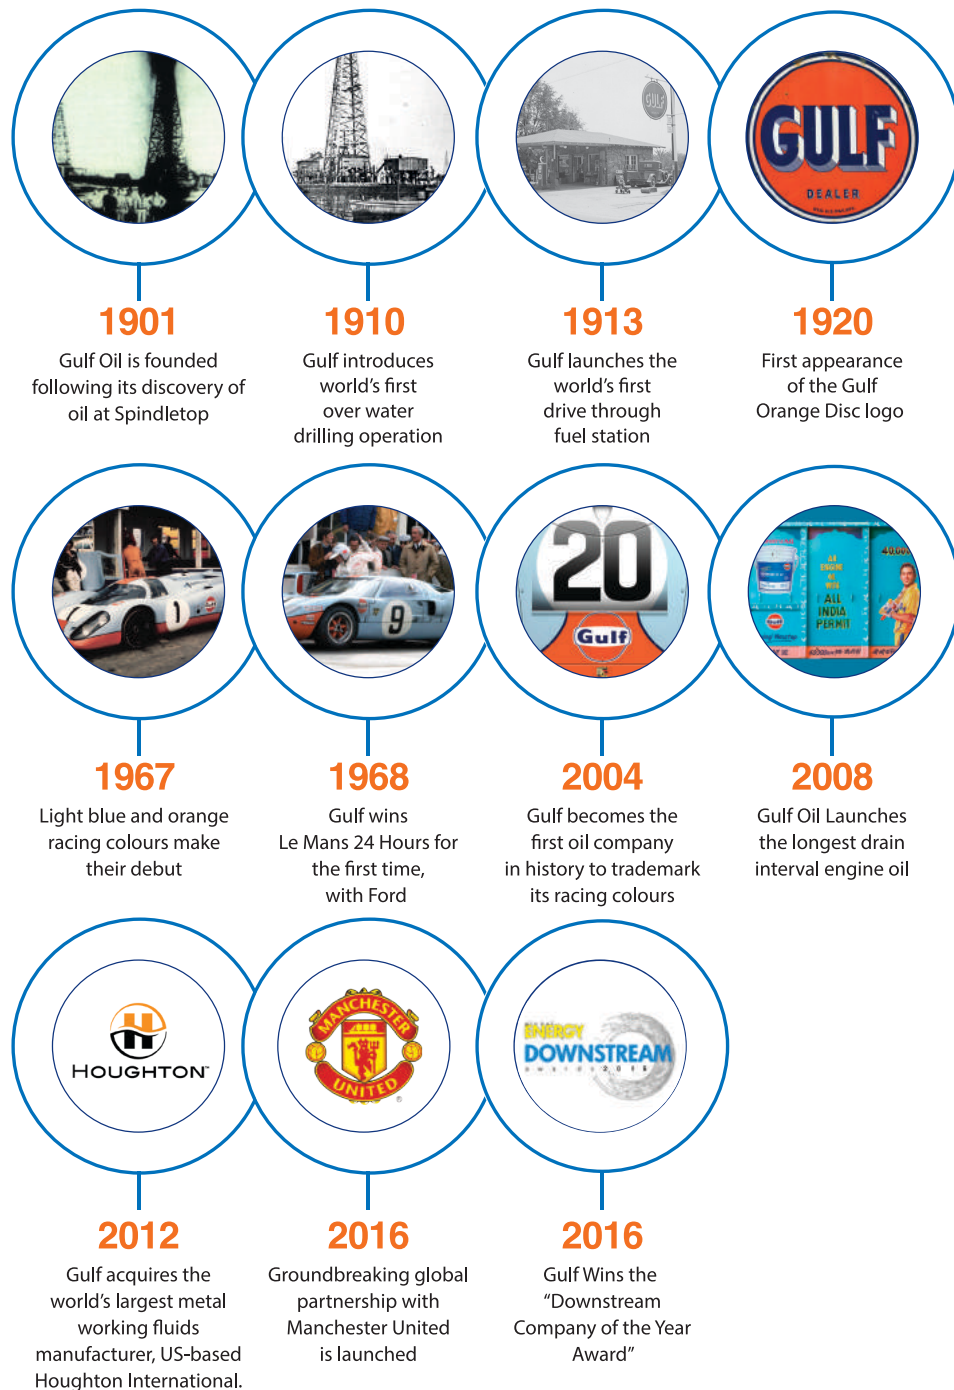 GULF
GULF
DEALER
1901
Gulf Oil is founded
following its discovery of
oil at Spindletop
1910
Gulf introduces
world's first
over water
drilling operation
1913
Gulf launches the
world's first
drive through
fuel station
1920
First appearance
of the Gulf
Orange Disc logo
1
9
20
Gulf
ALL
INDIA
PERMIT
1967
Light blue and orange
racing colours make
their debut
1968
Gulf wins
Le Mans 24 Hours for
the first time,
with Ford
2004
Gulf becomes the
first oil company
in history to trademark
its racing colours
2008
Gulf Oil Launches
the longest drain
interval engine oil
HOUGHTON
MANCHESTER
UNITED
ENERGY
DOWNSTREAM
awards 2016
2012
Gulf acquires the
world's largest metal
working fluids
manufacturer, US-based
Houghton International.
2016
Groundbreaking global
partnership with
Manchester United
is launched
2016
Gulf Wins the
“Downstream
Company of the Year
Award”